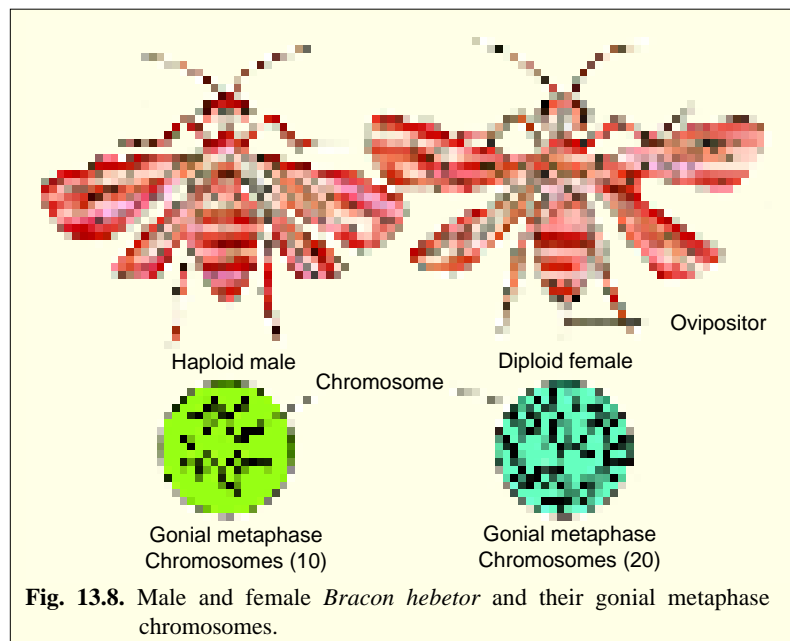 Ovipositor
Haploid male
Diploid female
Chromosome
Gonial metaphase
Chromosomes (10)
Gonial metaphase
Chromosomes (20)
Fig. 13.8. Male and female Bracon hebetor and their gonial metaphase
chromosomes.